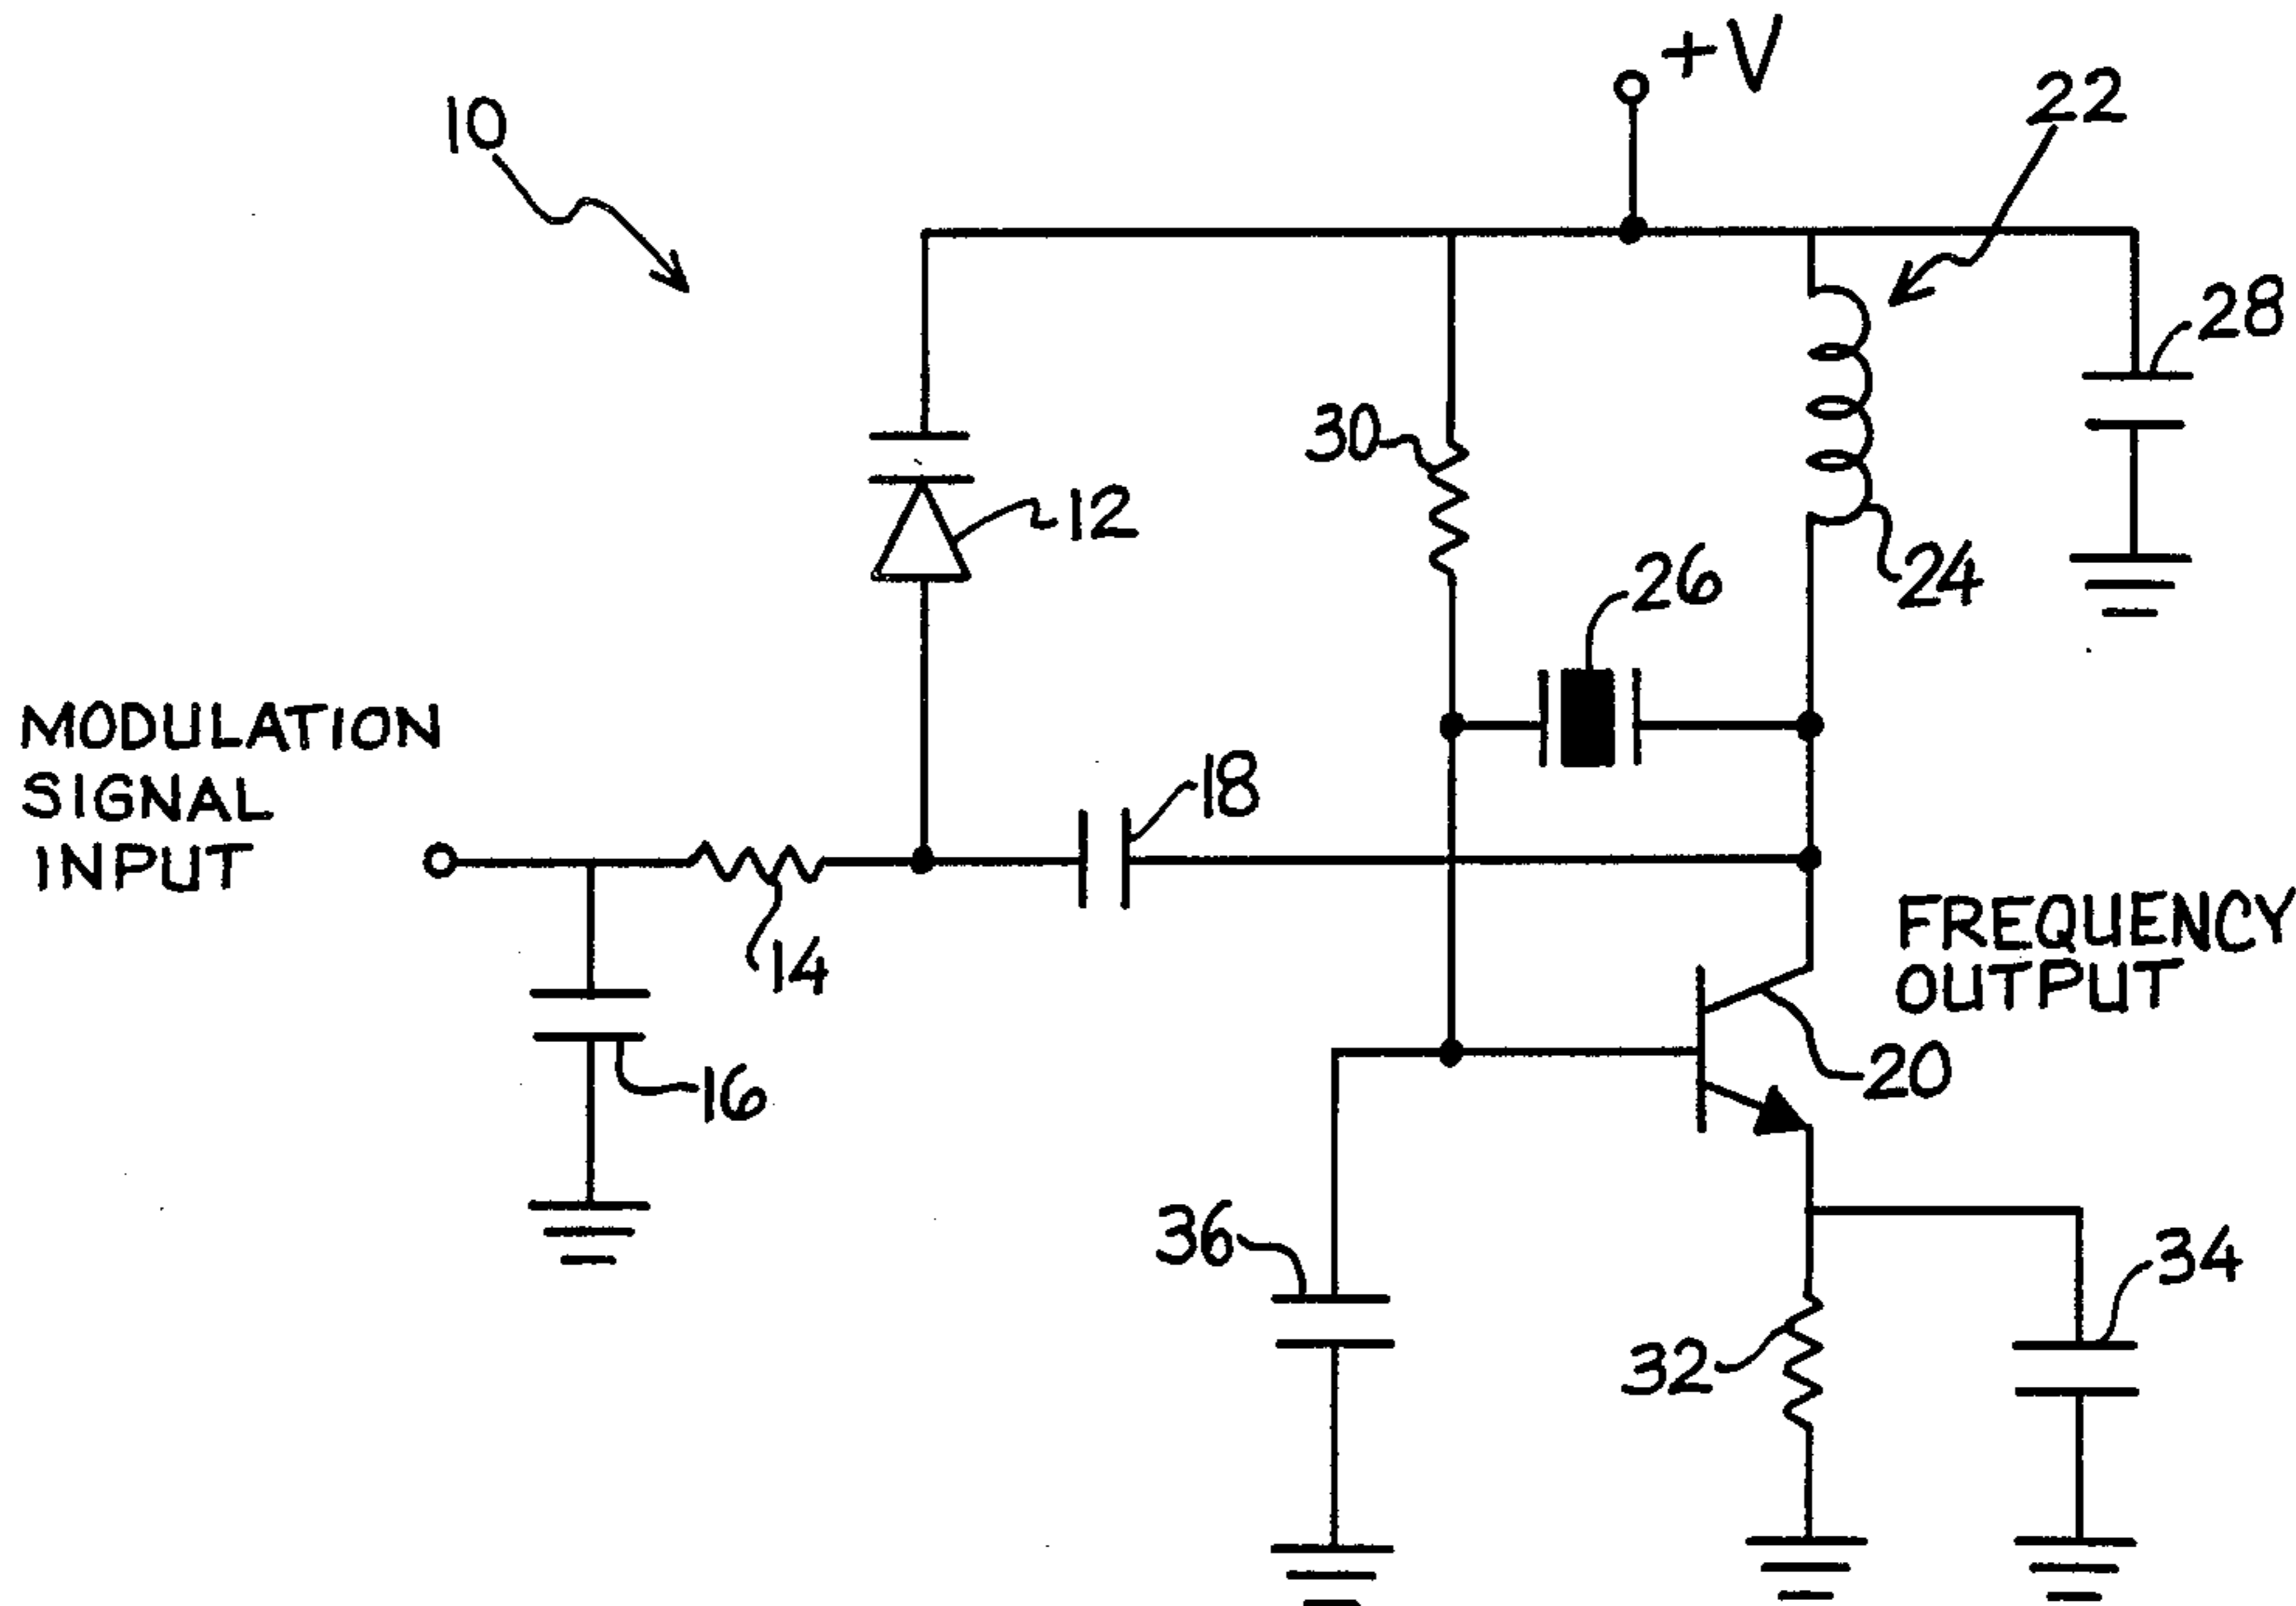 +V
10
22
28
30
12
26
24
MODULATION
SIGNAL
INPUT
18
14
FREQUENCY
OUTPUT
20
16
36
34
32